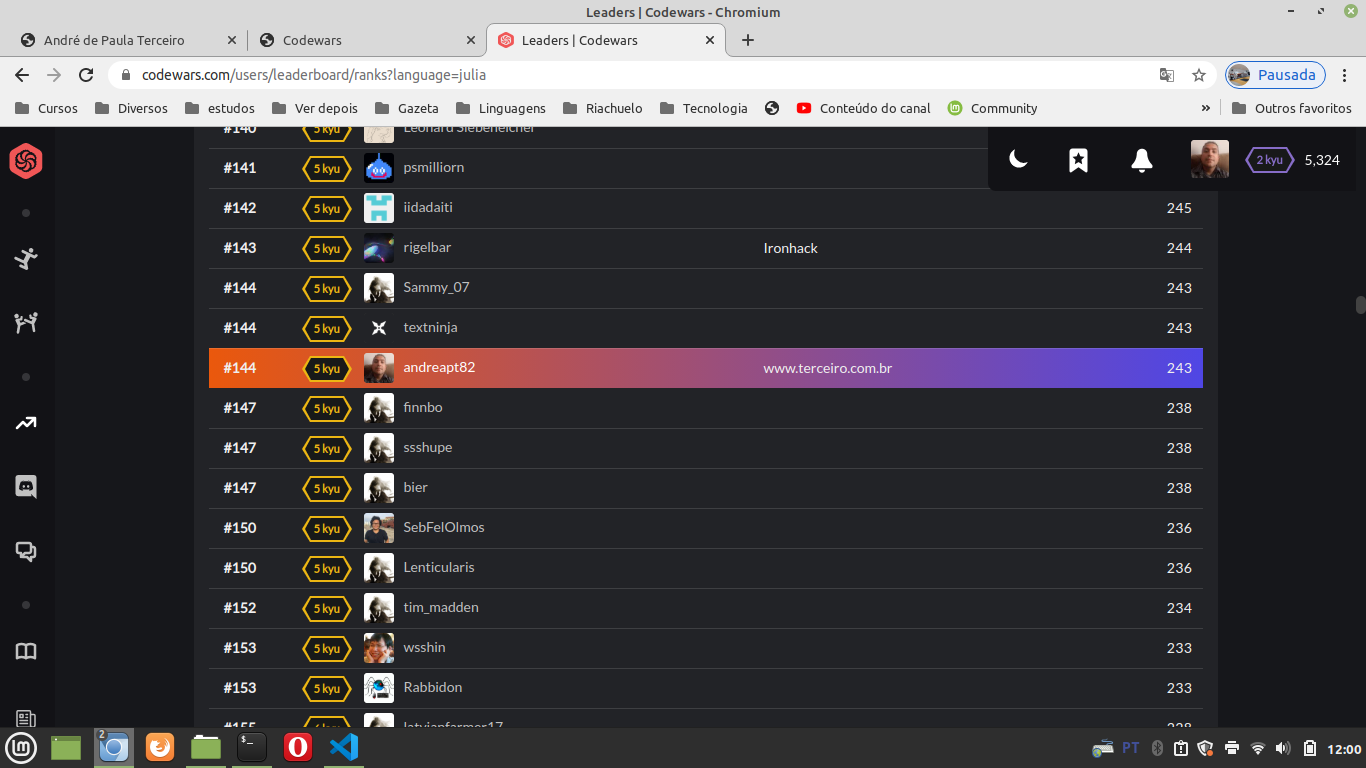 Leaders | Codewars - Chromium
André de Paula Terceiro
Codewars
Leaders | Codewars
codewars.com/users/leaderboard/ranks?language=julia
Pausada
Cursos Diversos estudos Ver depois Gazeta Linguagens Riachuelo Tecnologia Conteúdo do canal Community » Outros favoritos
#140 5 kyu Leonard Siebeneicher
2 kyu 5,324
#141 5 kyu psmilliorn
#142 5 kyu iidadaiti 245
#143 5 kyu rigelbar Ironhack 244
#144 5 kyu Sammy_07 243
#144 5 kyu textninja 243
#144 5 kyu andreapt82 www.terceiro.com.br 243
#147 5 kyu finnbo 238
#147 5 kyu ssshupe 238
#147 5 kyu bier 238
#150 5 kyu SebFelOlmos 236
#150 5 kyu Lenticularis 236
#152 5 kyu tim_madden 234
#153 5 kyu wsshin 233
#153 5 kyu Rabbidon 233
#155 latvianfarmer17 228
2
$_
PT 12:00